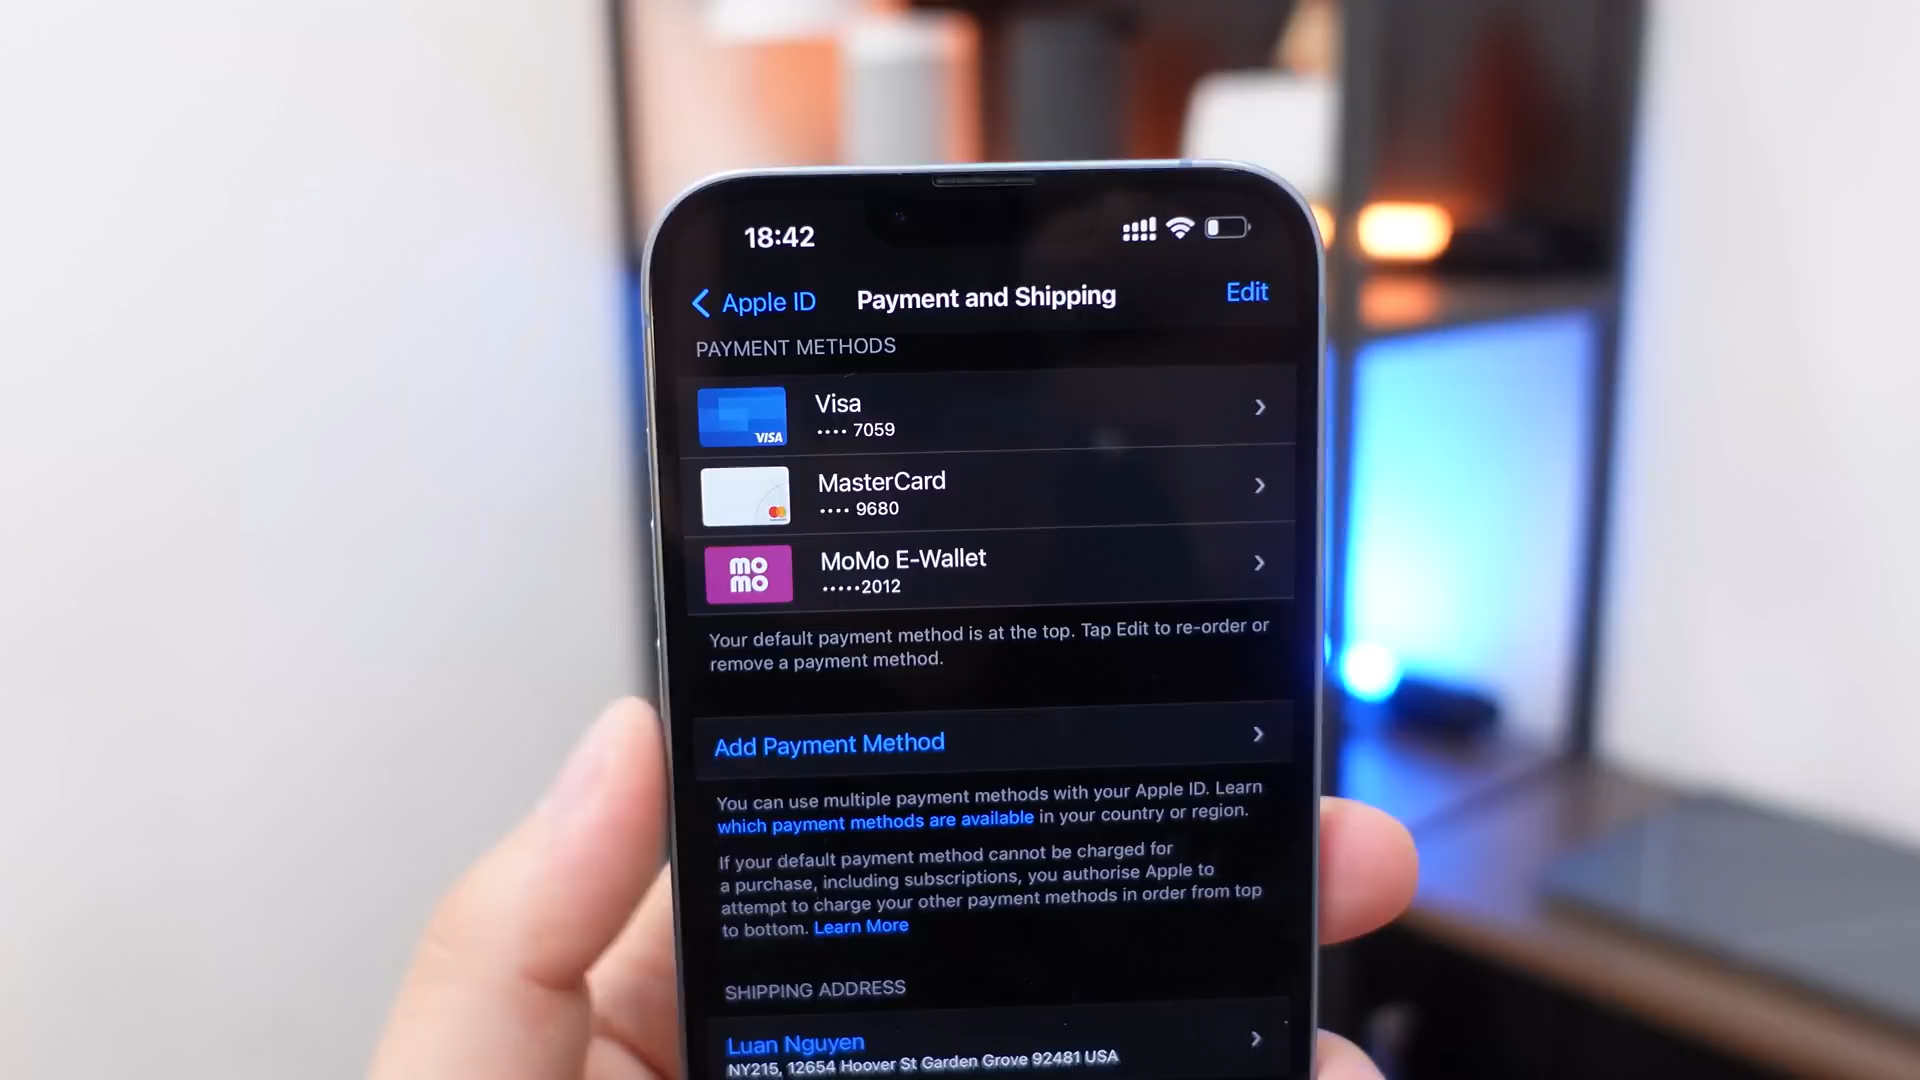 18:42
Apple ID
Payment and Shipping
Edit
PAYMENT METHODS
VISA
Visa
•••• 7059
MasterCard
•••• 9680
mo
mo
MoMo E-Wallet
•••••2012
Your default payment method is at the top. Tap Edit to re-order or
remove a payment method.
Add Payment Method
You can use multiple payment methods with your Apple ID. Learn
which payment methods are available in your country or region.
If your default payment method cannot be charged for
a purchase, including subscriptions, you authorise Apple to
attempt to charge your other payment methods in order from top
to bottom. Learn More
SHIPPING ADDRESS
Luan Nguyen
NY215, 12654 Hoover St Garden Grove 92481 USA